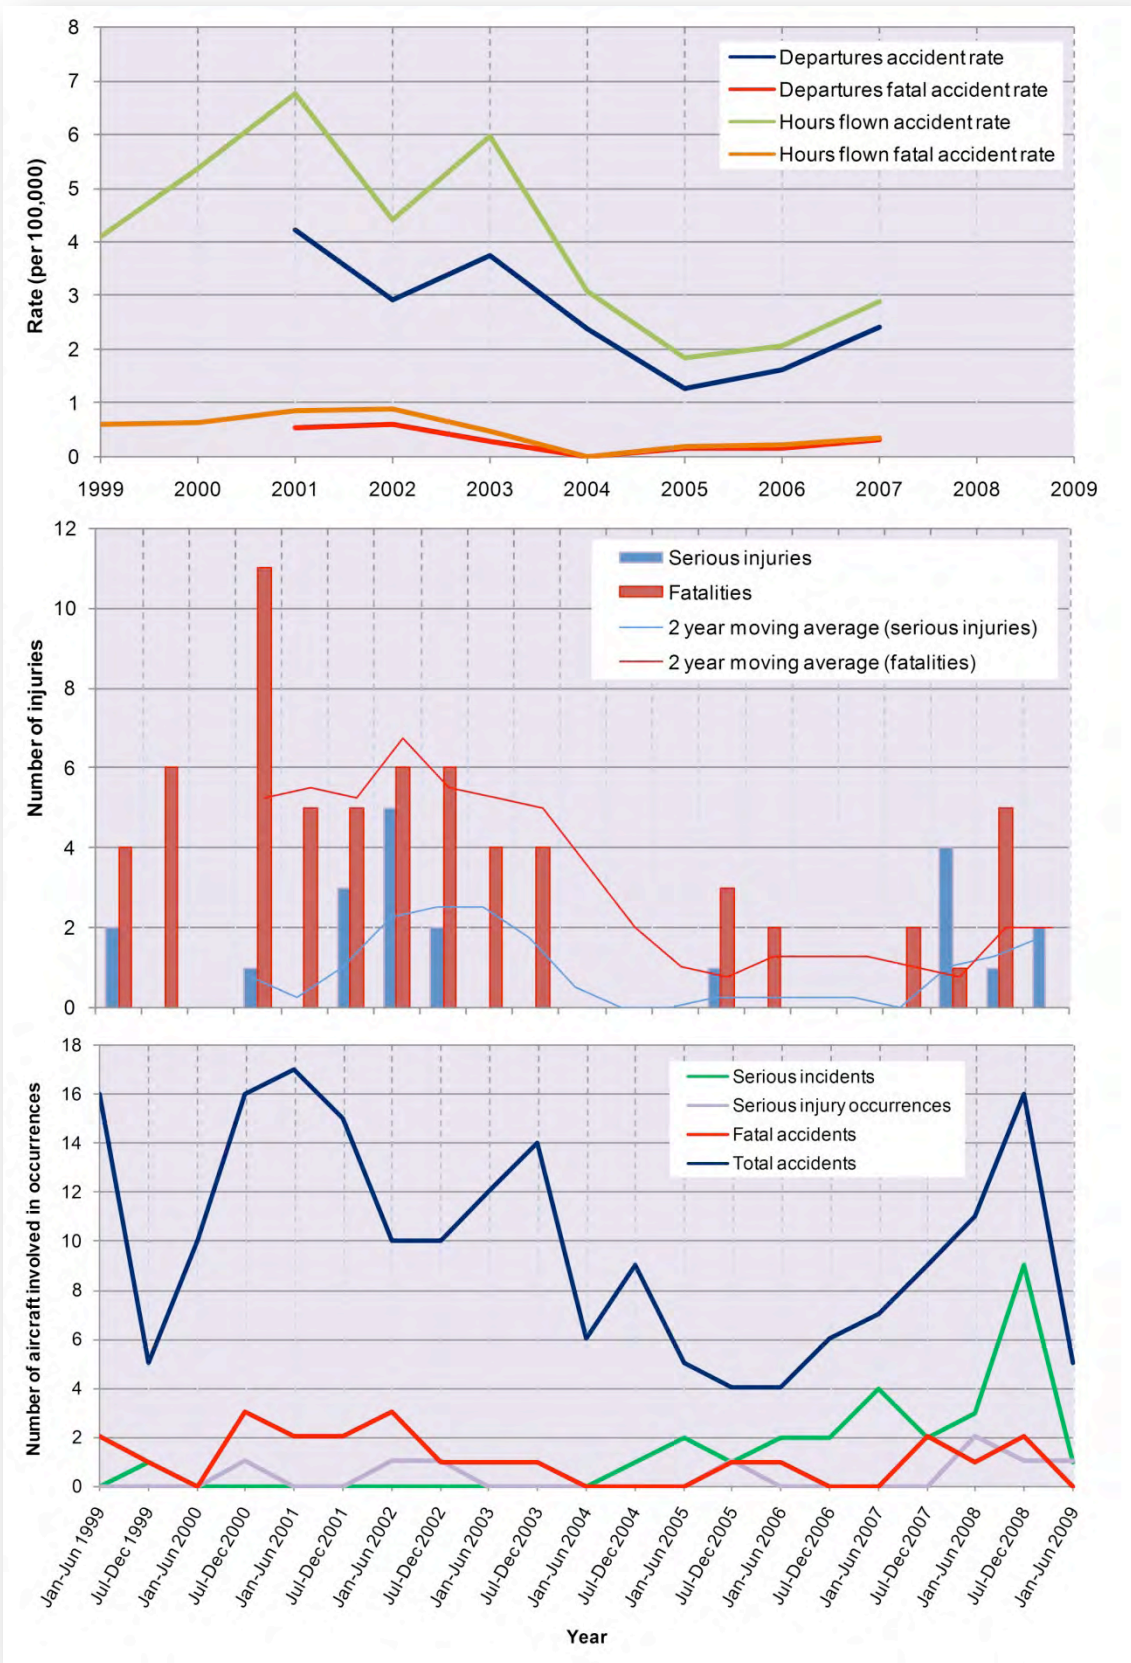 8
7
6
5
4
3
2
1
0
Rate (per 100,000)
Departures accident rate
Departures fatal accident rate
Hours flown accident rate
Hours flown fatal accident rate
1999 2000 2001 2002 2003 2004 2005 2006 2007 2008 2009
12
10
8
6
4
2
0
Number of injuries
Serious injuries
Fatalities
2 year moving average (serious injuries)
2 year moving average (fatalities)
18
16
14
12
10
8
6
4
2
0
Number of aircraft involved in occurrences
Serious incidents
Serious injury occurrences
Fatal accidents
Total accidents
Jan-Jun 1999
Jul-Dec 1999
Jan-Jun 2000
Jul-Dec 2000
Jan-Jun 2001
Jul-Dec 2001
Jan-Jun 2002
Jul-Dec 2002
Jan-Jun 2003
Jul-Dec 2003
Jan-Jun 2004
Jul-Dec 2004
Jan-Jun 2005
Jul-Dec 2005
Jan-Jun 2006
Jul-Dec 2006
Jan-Jun 2007
Jul-Dec 2007
Jan-Jun 2008
Jul-Dec 2008
Jan-Jun 2009
Year